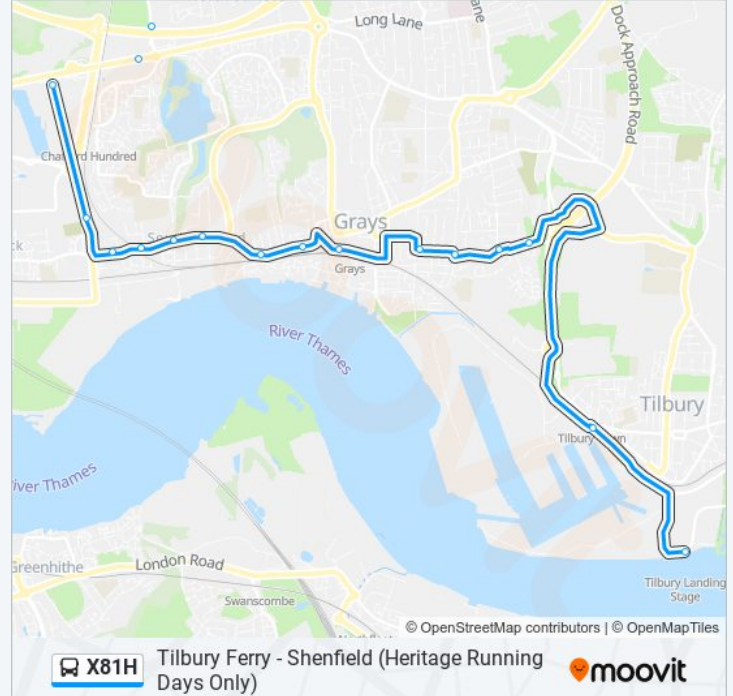 Long Lane
Dock Approach Road
Chafford Hundred
Grays
Grays
River Thames
Tilbury
River Thames
Greenhithe
London Road
Swanscombe
Tilbury Landing
Stage
© OpenStreetMap contributors | © OpenMapTiles
X81H
Tilbury Ferry - Shenfield (Heritage Running
Days Only)
moovit